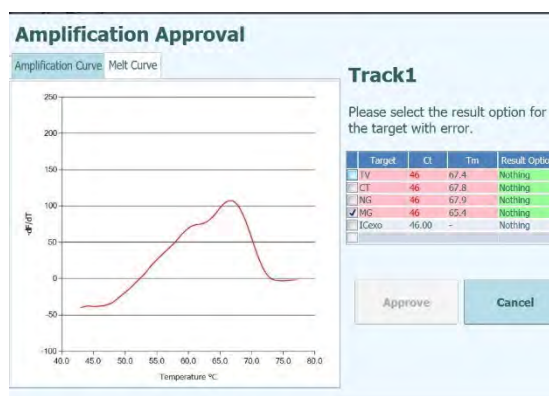 Amplification Approval
Amplification Curve Melt Curve
250
200
150
100
50
0
-50
-100
-dF/dT
40.0 45.0 50.0 55.0 60.0 65.0 70.0 75.0 80.0
Temperature °C
Track1
Please select the result option for
the target with error.
Target Ct Tm Result Optio
TV 46 67.4 Nothing
CT 46 67.8 Nothing
NG 46 67.9 Nothing
MG 46 65.4 Nothing
ICexo 46.00 - Nothing
Approve Cancel